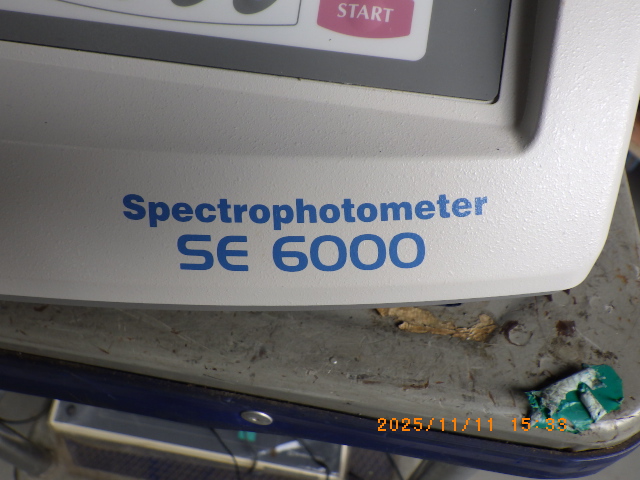 START
Spectrophotometer
SE 6000
2025/11/11 15:33